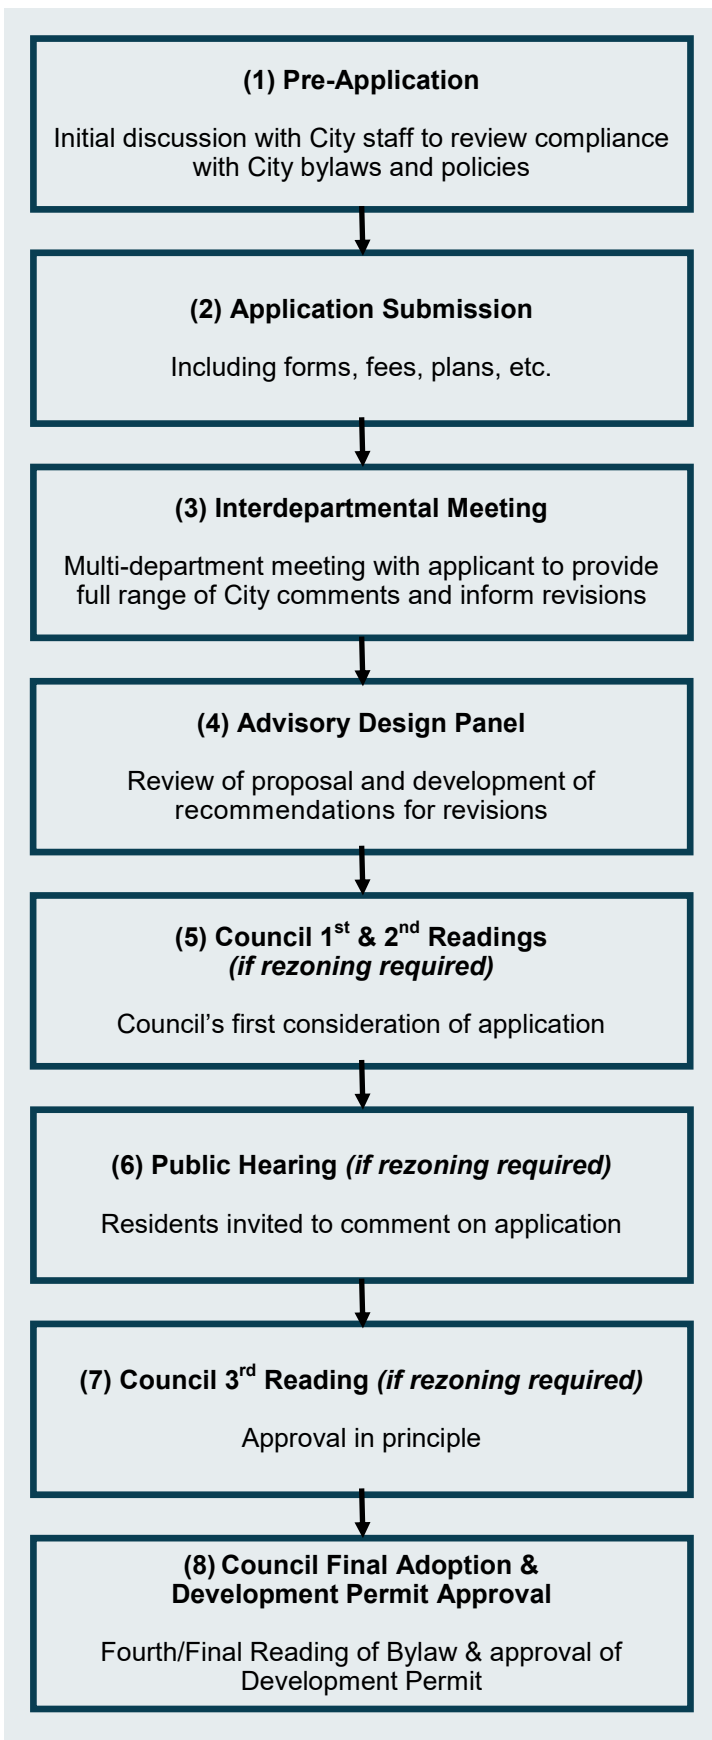 (1) Pre-Application
Initial discussion with City staff to review compliance
with City bylaws and policies
(2) Application Submission
Including forms, fees, plans, etc.
(3) Interdepartmental Meeting
Multi-department meeting with applicant to provide
full range of City comments and inform revisions
(4) Advisory Design Panel
Review of proposal and development of
recommendations for revisions
(5) Council 1st & 2nd Readings
(if rezoning required)
Council’s first consideration of application
(6) Public Hearing (if rezoning required)
Residents invited to comment on application
(7) Council 3rd Reading (if rezoning required)
Approval in principle
(8) Council Final Adoption &
Development Permit Approval
Fourth/Final Reading of Bylaw & approval of
Development Permit